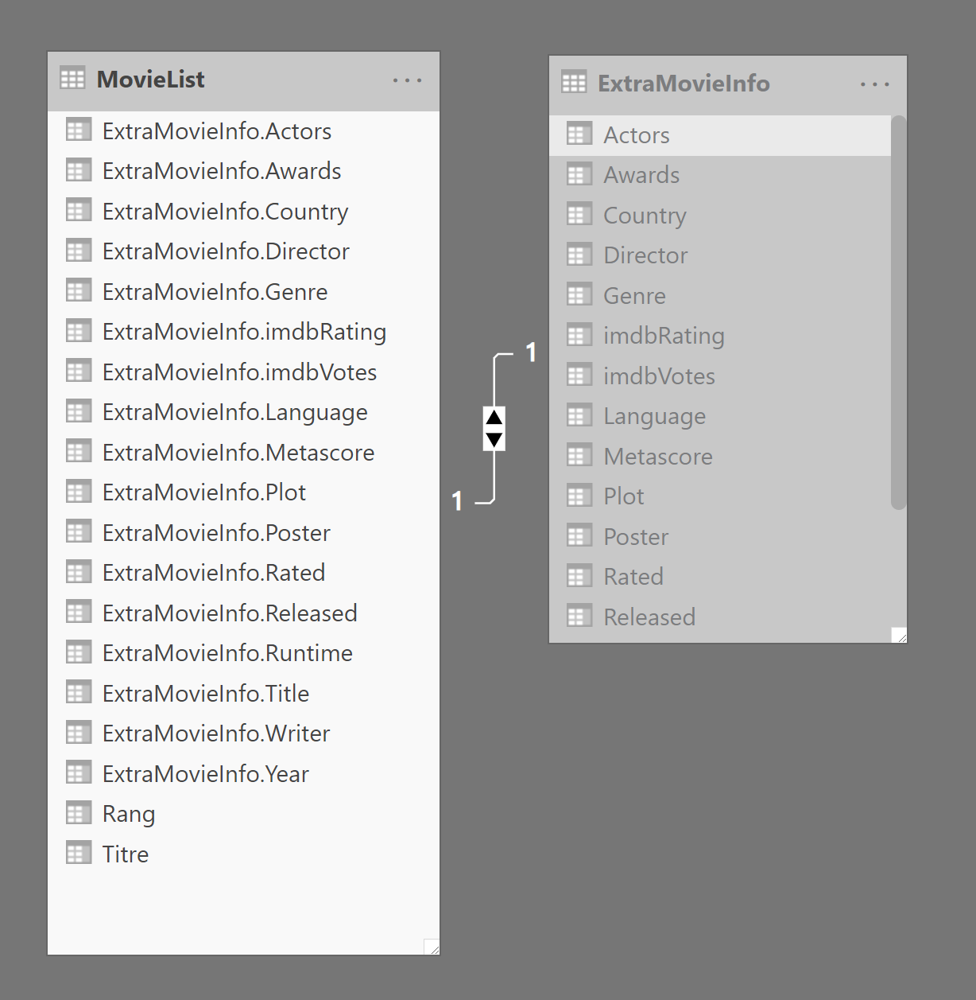 MovieList
ExtraMovieInfo.Actors
ExtraMovieInfo.Awards
ExtraMovieInfo.Country
ExtraMovieInfo.Director
ExtraMovieInfo.Genre
ExtraMovieInfo.imdbRating
ExtraMovieInfo.imdbVotes
ExtraMovieInfo.Language
ExtraMovieInfo.Metascore
ExtraMovieInfo.Plot
ExtraMovieInfo.Poster
ExtraMovieInfo.Rated
ExtraMovieInfo.Released
ExtraMovieInfo.Runtime
ExtraMovieInfo.Title
ExtraMovieInfo.Writer
ExtraMovieInfo.Year
Rang
Titre
1
1
ExtraMovieInfo
Actors
Awards
Country
Director
Genre
imdbRating
imdbVotes
Language
Metascore
Plot
Poster
Rated
Released